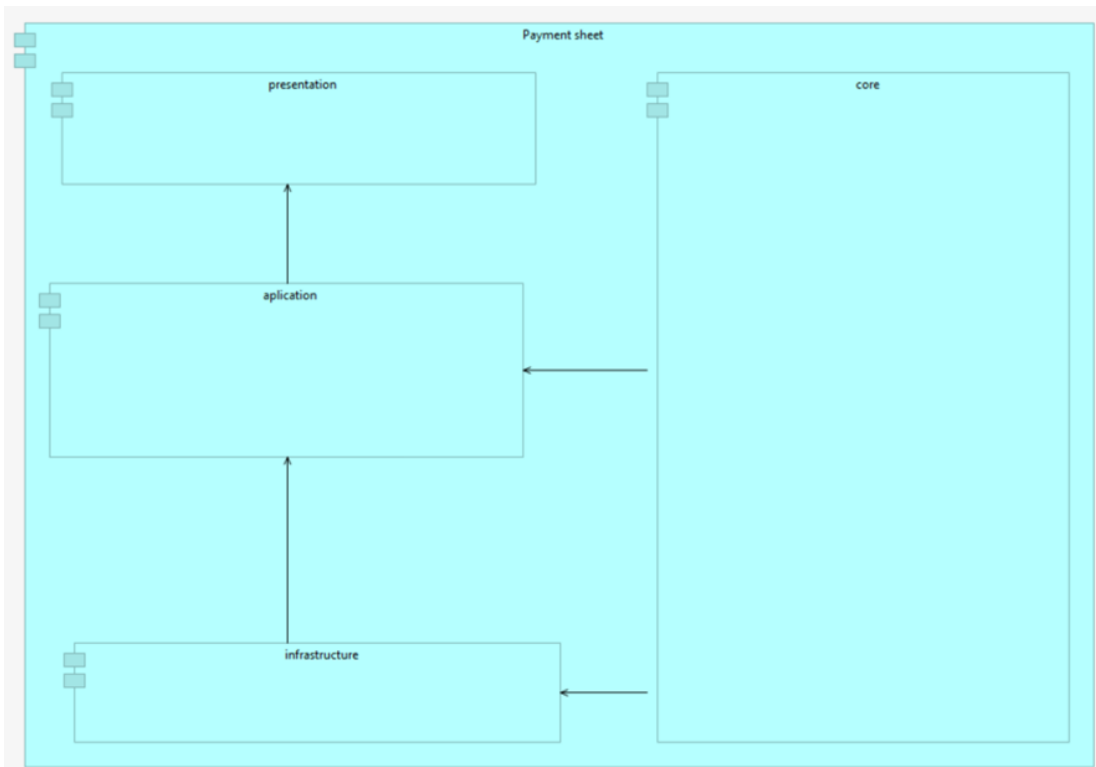 Payment sheet
presentation
core
aplication
infrastructure